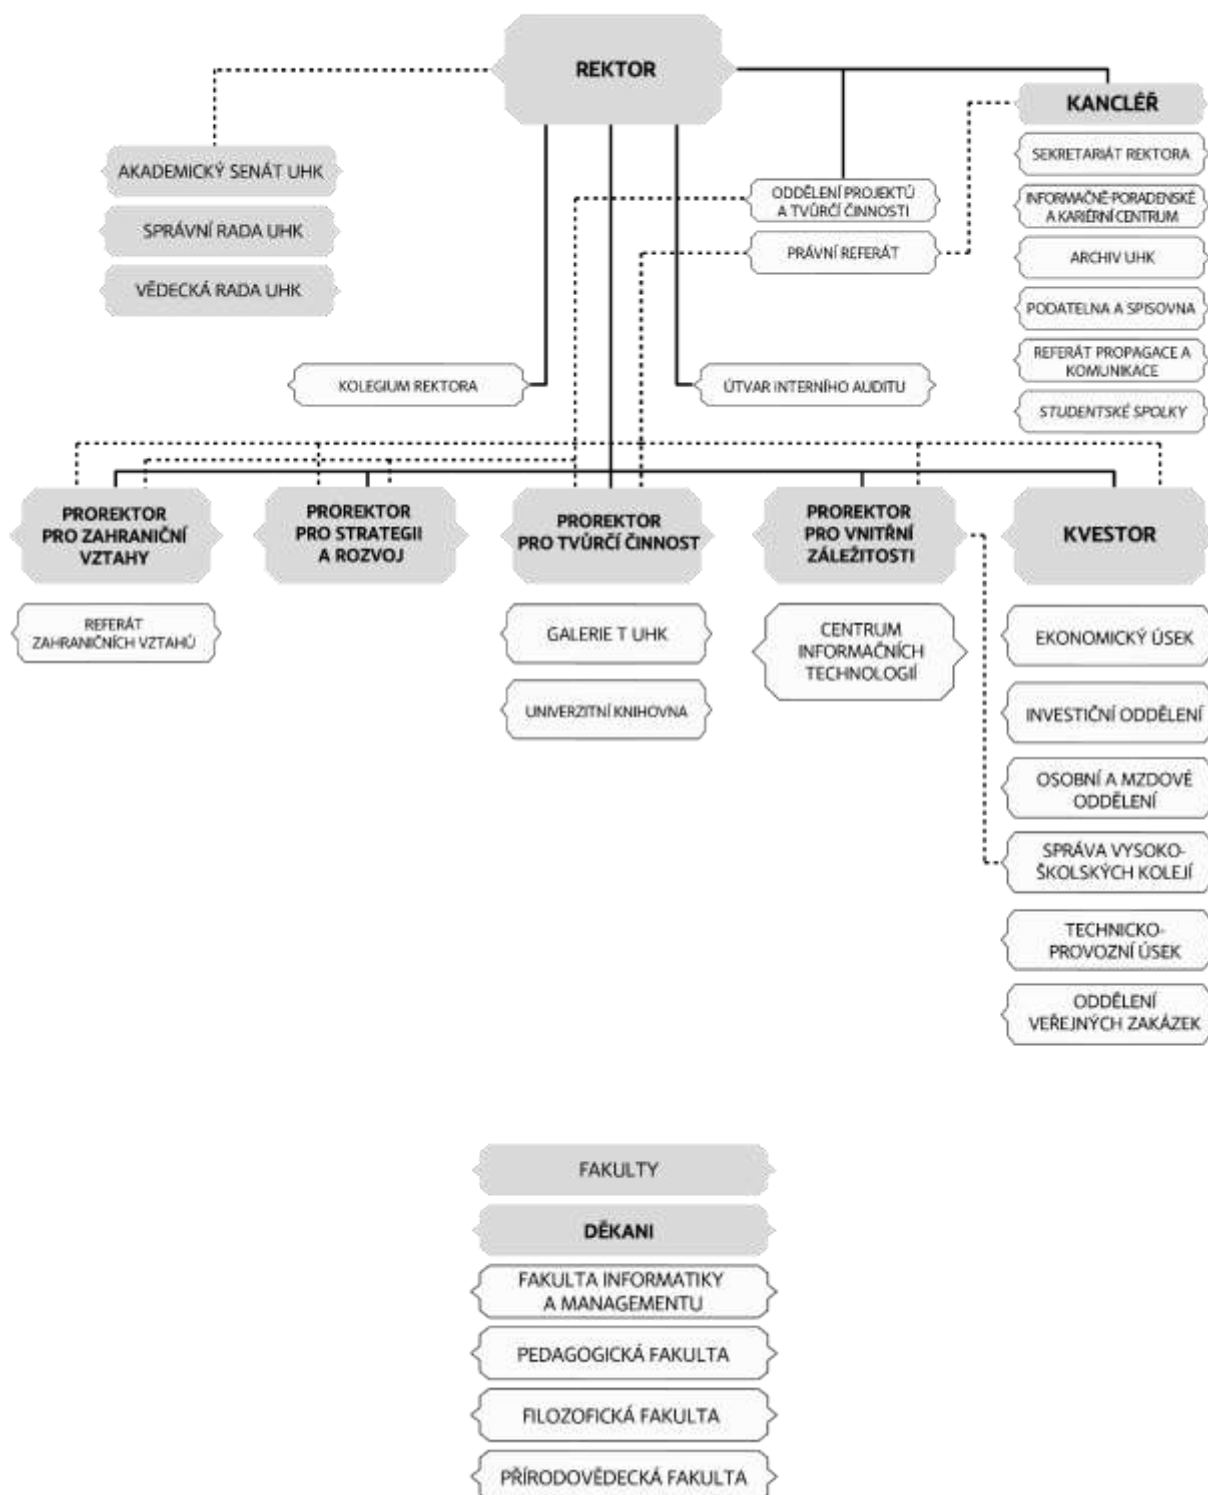 REKTOR
KANCLÉŘ
SEKRETARIÁT REKTORA
INFORMAČNĚ-PORADENSKÉ
A KARIÉRNÍ CENTRUM
ARCHIV UHK
PODATELNA A SPISOVNA
REFERÁT PROPAGACE A
KOMUNIKACE
STUDENTSKÉ SPOLKY
AKADEMICKÝ SENÁT UHK
SPRÁVNÍ RADA UHK
VĚDECKÁ RADA UHK
ODDĚLENÍ PROJEKTŮ
A TVŮRČÍ ČINNOSTI
PRÁVNÍ REFERÁT
KOLEGIUM REKTORA
ÚTVAR INTERNÍHO AUDITU
PROREKTOR
PRO ZAHRANIČNÍ
VZTAHY
REFERÁT
ZAHRANIČNÍCH VZTAHŮ
PROREKTOR
PRO STRATEGII
A ROZVOJ
PROREKTOR
PRO TVŮRČÍ ČINNOST
GALERIE T UHK
UNIVERZITNÍ KNIHOVNA
PROREKTOR
PRO VNITŘNÍ
ZÁLEŽITOSTI
CENTRUM
INFORMAČNÍCH
TECHNOLOGIÍ
KVESTOR
EKONOMICKÝ ÚSEK
INVESTIČNÍ ODDĚLENÍ
OSOBNÍ A MZDOVÉ
ODDĚLENÍ
SPRÁVA VYSOKO-
ŠKOLSKÝCH KOLEJÍ
TECHNICKO-
PROVOZNÍ ÚSEK
ODDĚLENÍ
VEŘEJNÝCH ZAKÁZEK
FAKULTY
DĚKANI
FAKULTA INFORMATIKY
A MANAGEMENTU
PEDAGOGICKÁ FAKULTA
FILOZOFICKÁ FAKULTA
PŘÍRODOVĚDECKÁ FAKULTA